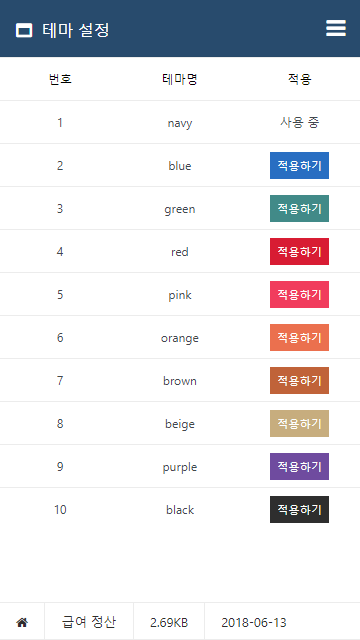 테마 설정
번호 테마명 적용
1 navy 사용 중
2 blue 적용하기
3 green 적용하기
4 red 적용하기
5 pink 적용하기
6 orange 적용하기
7 brown 적용하기
8 beige 적용하기
9 purple 적용하기
10 black 적용하기
급여 정산 2.69KB 2018-06-13